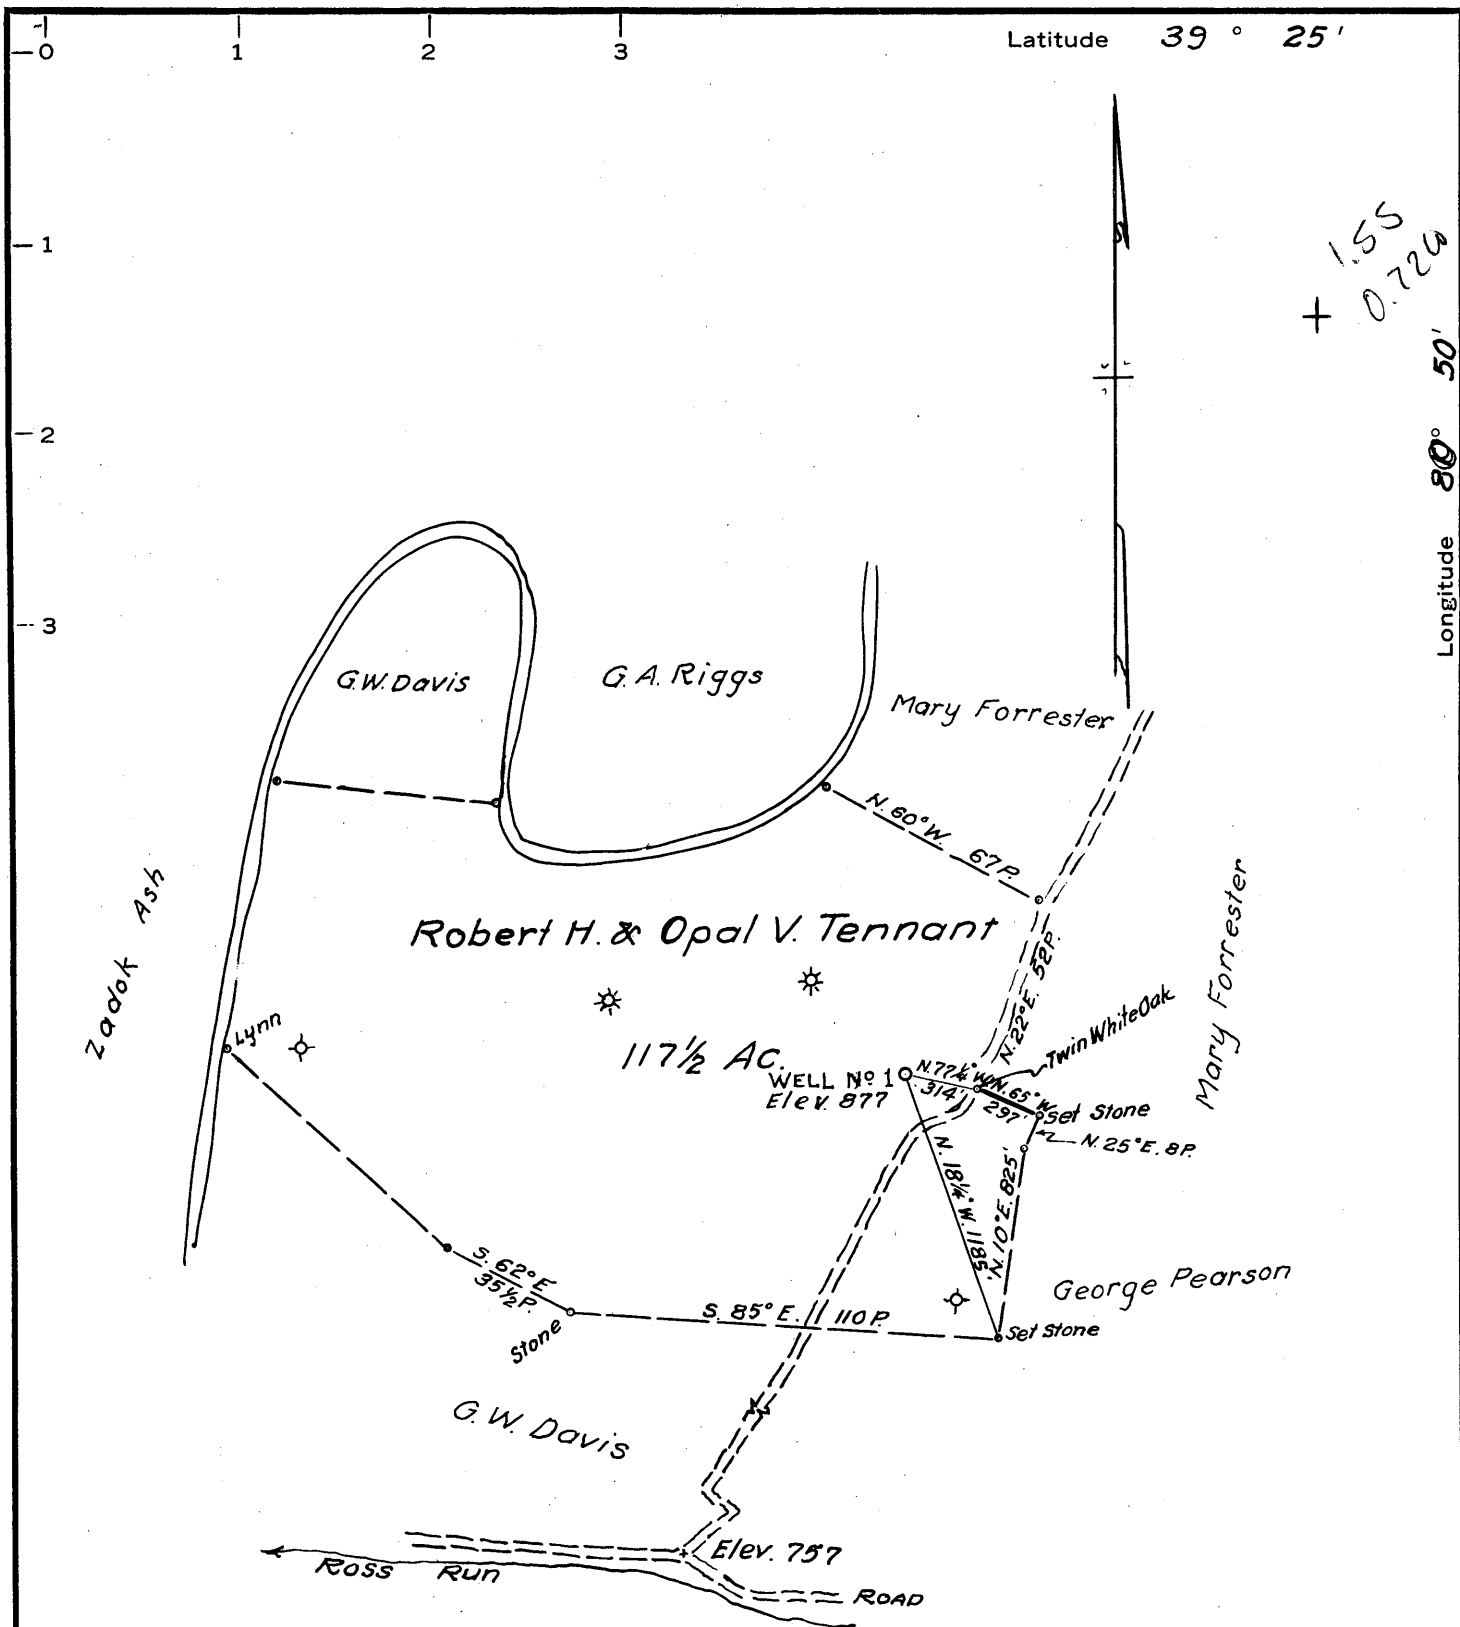 Latitude 39° 25'
0 1 2 3
1
2
3
1.55
0.726
Longitude 80° 50'
G.W. Davis
G.A. Riggs
Mary Forrester
N. 60° W. 67 P.
Zadok Ash
Robert H. & Opal V. Tennant
Mary Forrester
N. 22° E. 52 P.
Twin White Oak
Lynn
117½ Ac.
WELL No 1
Elev. 877
N. 77¼° W.
314'
N. 65° W.
297'
Set Stone
N. 25° E. 8 P.
N. 18¼° W. 1185'
N. 10° E. 825'
S. 62° E
35½ P.
Stone
S. 85° E. 110 P.
Set Stone
George Pearson
G.W. Davis
Elev. 757
Ross Run
ROAD